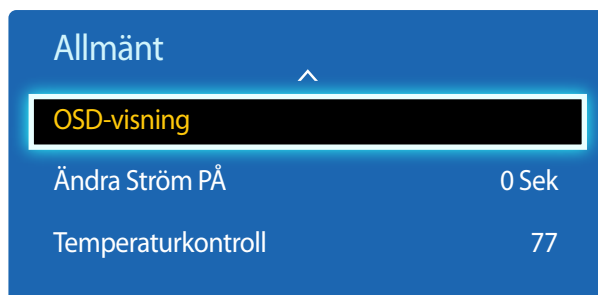 Allmänt
OSD-visning
Ändra Ström PÅ 0 Sek
Temperaturkontroll 77